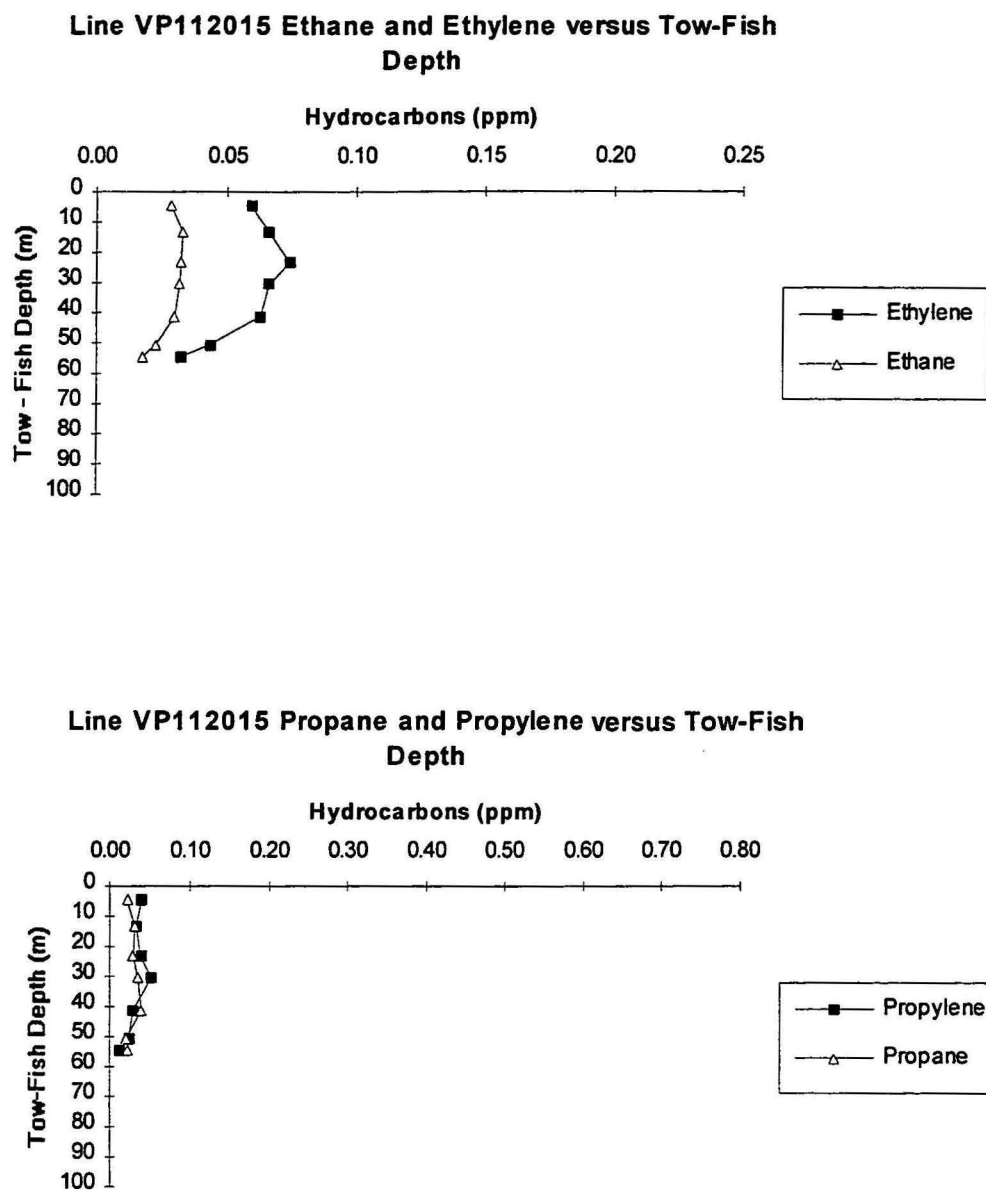 Line VP112015 Ethane and Ethylene versus Tow-Fish
Depth
Hydrocarbons (ppm)
0.00 0.05 0.10 0.15 0.20 0.25
Tow - Fish Depth (m)
0
10
20
30
40
50
60
70
80
90
100
Ethylene
Ethane
Line VP112015 Propane and Propylene versus Tow-Fish
Depth
Hydrocarbons (ppm)
0.00 0.10 0.20 0.30 0.40 0.50 0.60 0.70 0.80
Tow-Fish Depth (m)
0
10
20
30
40
50
60
70
80
90
100
Propylene
Propane